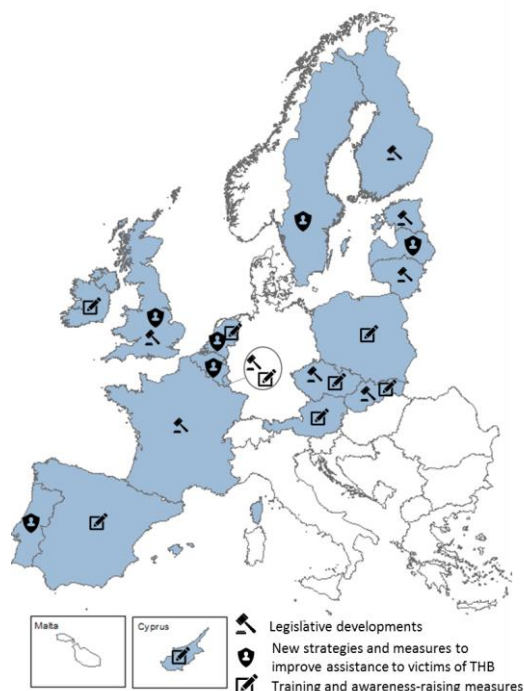 Malta
Cyprus
Legislative developments
New strategies and measures to
improve assistance to victims of THB
Training and awareness-raising measures